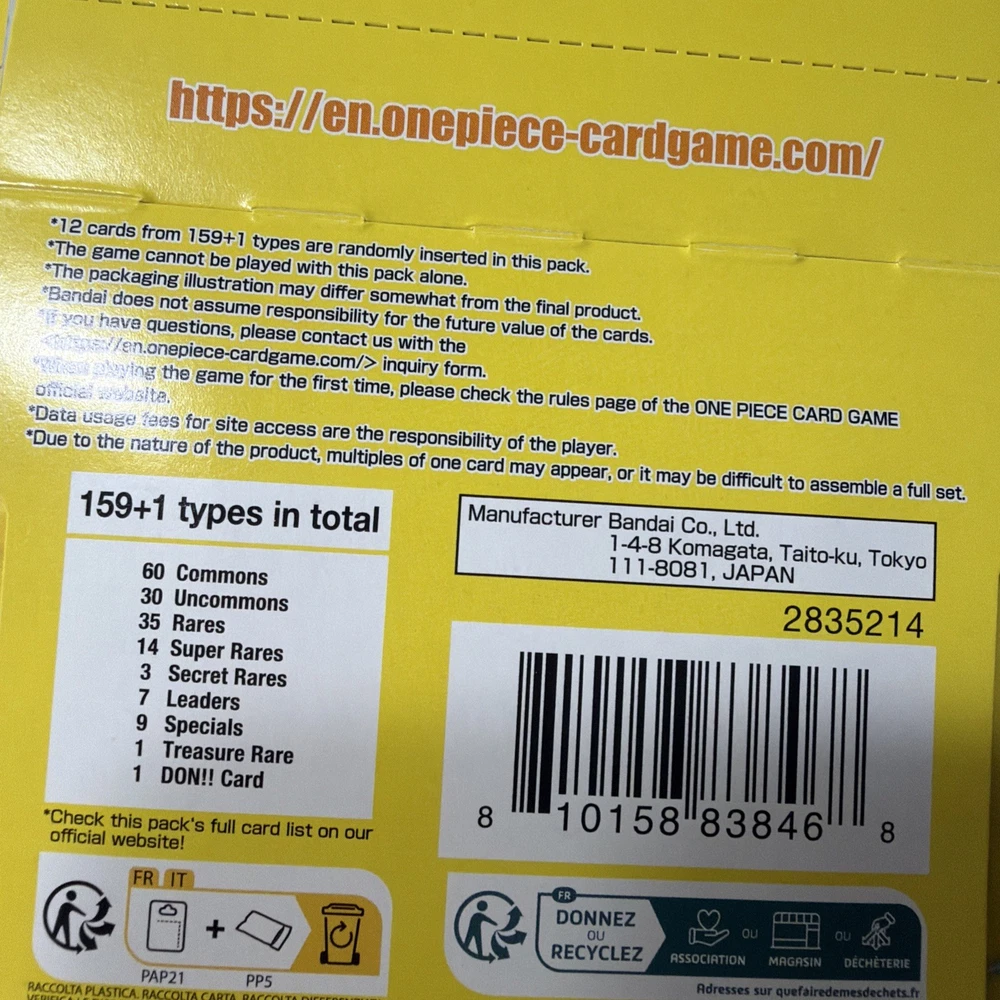 https://en.onepiece-cardgame.com/
*12 cards from 159+1 types are randomly inserted in this pack.
*The game cannot be played with this pack alone.
*The packaging illustration may differ somewhat from the final product.
*Bandai does not assume responsibility for the future value of the cards.
*If you have questions, please contact us with the
<https://en.onepiece-cardgame.com/> inquiry form.
*When playing the game for the first time, please check the rules page of the ONE PIECE CARD GAME
official website.
*Data usage fees for site access are the responsibility of the player.
*Due to the nature of the product, multiples of one card may appear, or it may be difficult to assemble a full set.
159+1 types in total
60 Commons
30 Uncommons
35 Rares
14 Super Rares
3 Secret Rares
7 Leaders
9 Specials
1 Treasure Rare
1 DON!! Card
*Check this pack's full card list on our
official website!
Manufacturer Bandai Co., Ltd.
1-4-8 Komagata, Taito-ku, Tokyo
111-8081, JAPAN
2835214
8 10158 83846 8
FR IT
+
PAP21 PP5
RACCOLTA PLASTICA. RACCOLTA CARTA. RACCOLTA
FR
DONNEZ
OU
RECYCLEZ
ASSOCIATION OU MAGASIN OU DÉCHÈTERIE
Adresses sur quefairedemesdechets.fr